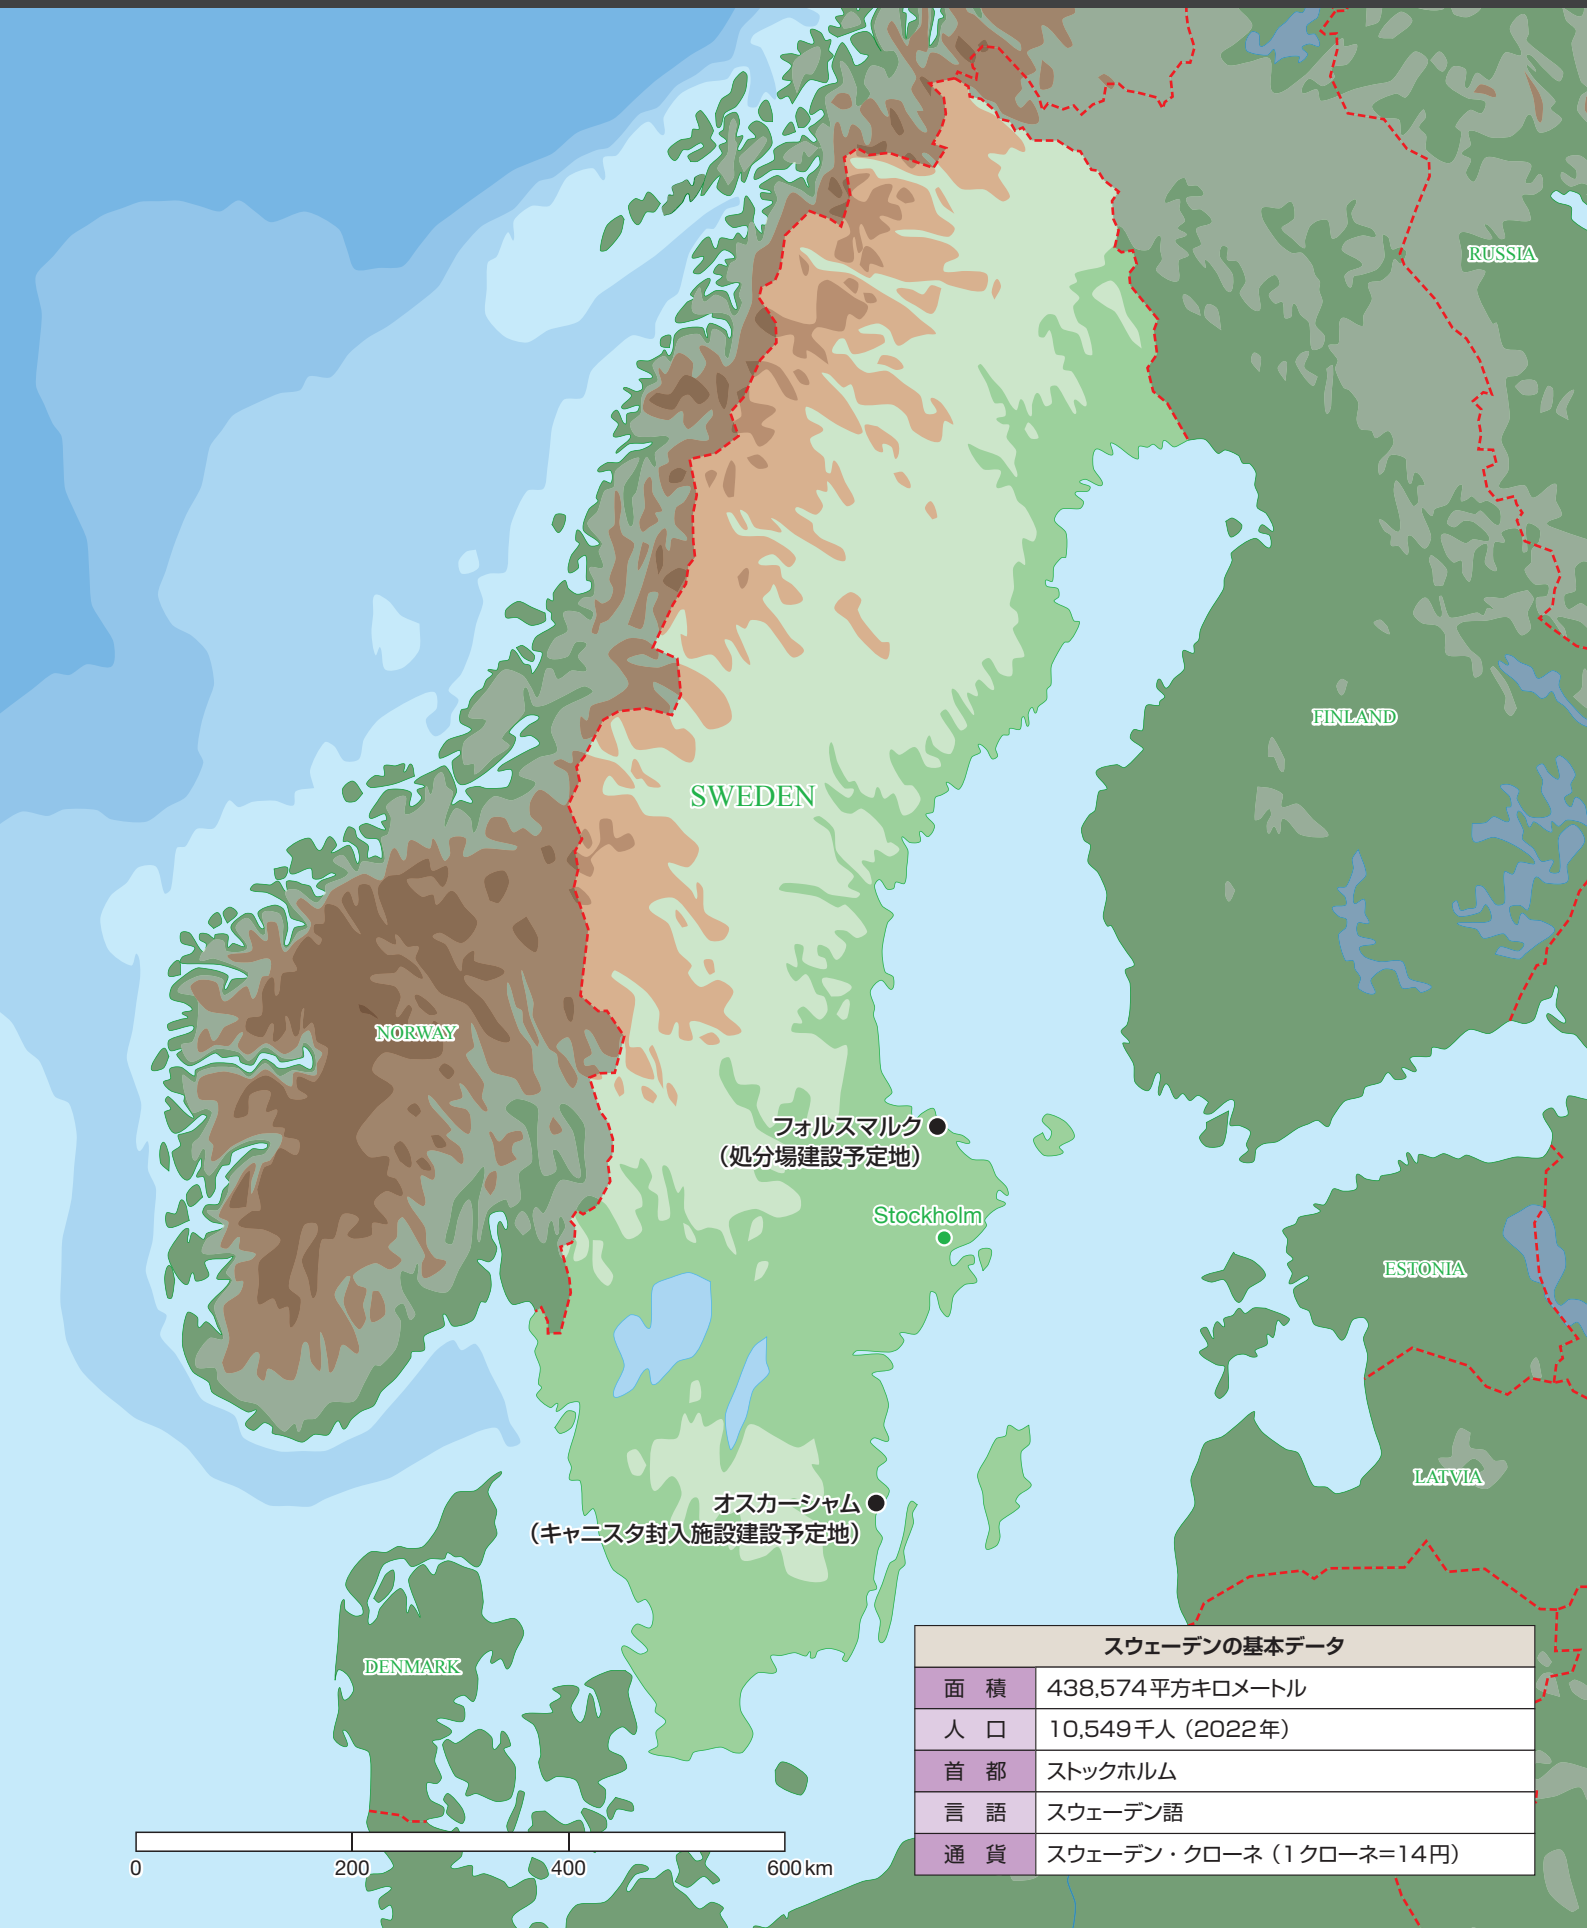 RUSSIA
FINLAND
SWEDEN
NORWAY
フォルスマルク
（処分場建設予定地）
Stockholm
ESTONIA
LATVIA
オスカーシャム
（キャニスタ封入施設建設予定地）
DENMARK
スウェーデンの基本データ
面　積 438,574平方キロメートル
人　口 10,549千人（2022年）
首　都 ストックホルム
言　語 スウェーデン語
通　貨 スウェーデン・クローネ（1クローネ=14円）
0 200 400 600km